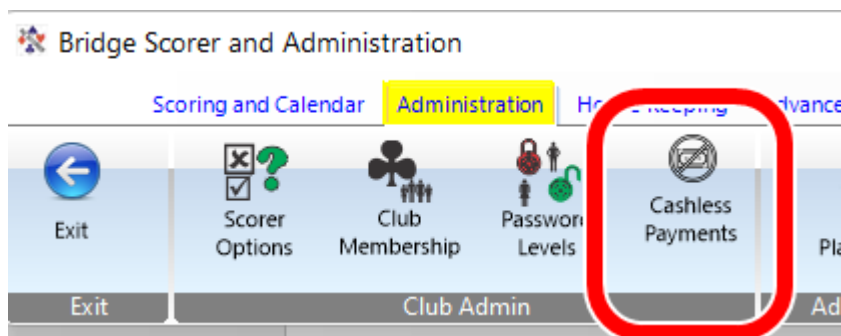 Bridge Scorer and Administration
Scoring and Calendar Administration
Exit
Scorer
Options
Club
Membership
Levels
Cashless
Payments
Exit
Club Admin